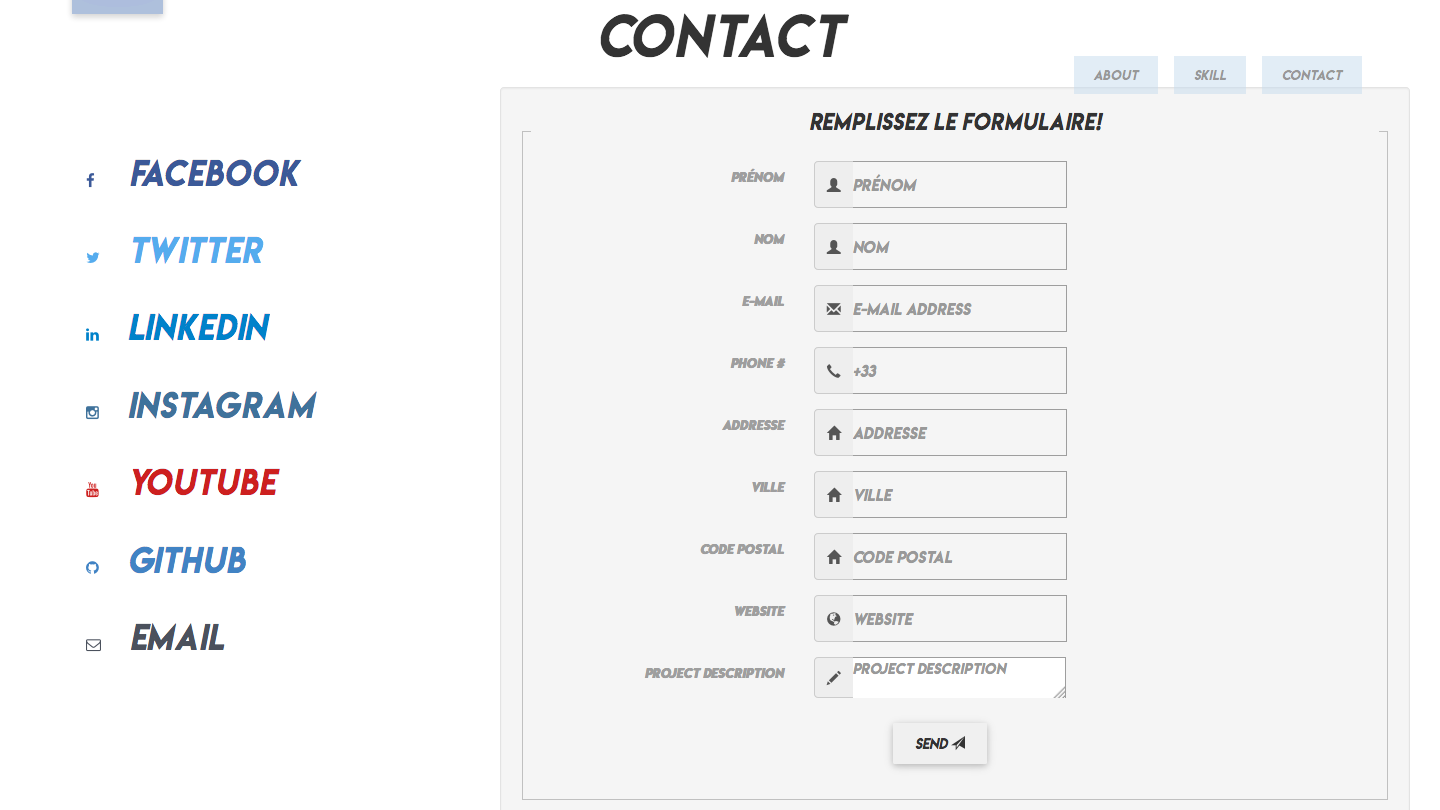 CONTACT
ABOUT SKILL CONTACT
FACEBOOK
TWITTER
LINKEDIN
INSTAGRAM
You
Tube
YOUTUBE
GITHUB
EMAIL
REMPLISSEZ LE FORMULAIRE!
PRÉNOM PRÉNOM
NOM NOM
E-MAIL E-MAIL ADDRESS
PHONE # +33
ADDRESSE ADDRESSE
VILLE VILLE
CODE POSTAL CODE POSTAL
WEBSITE WEBSITE
PROJECT DESCRIPTION PROJECT DESCRIPTION
SEND